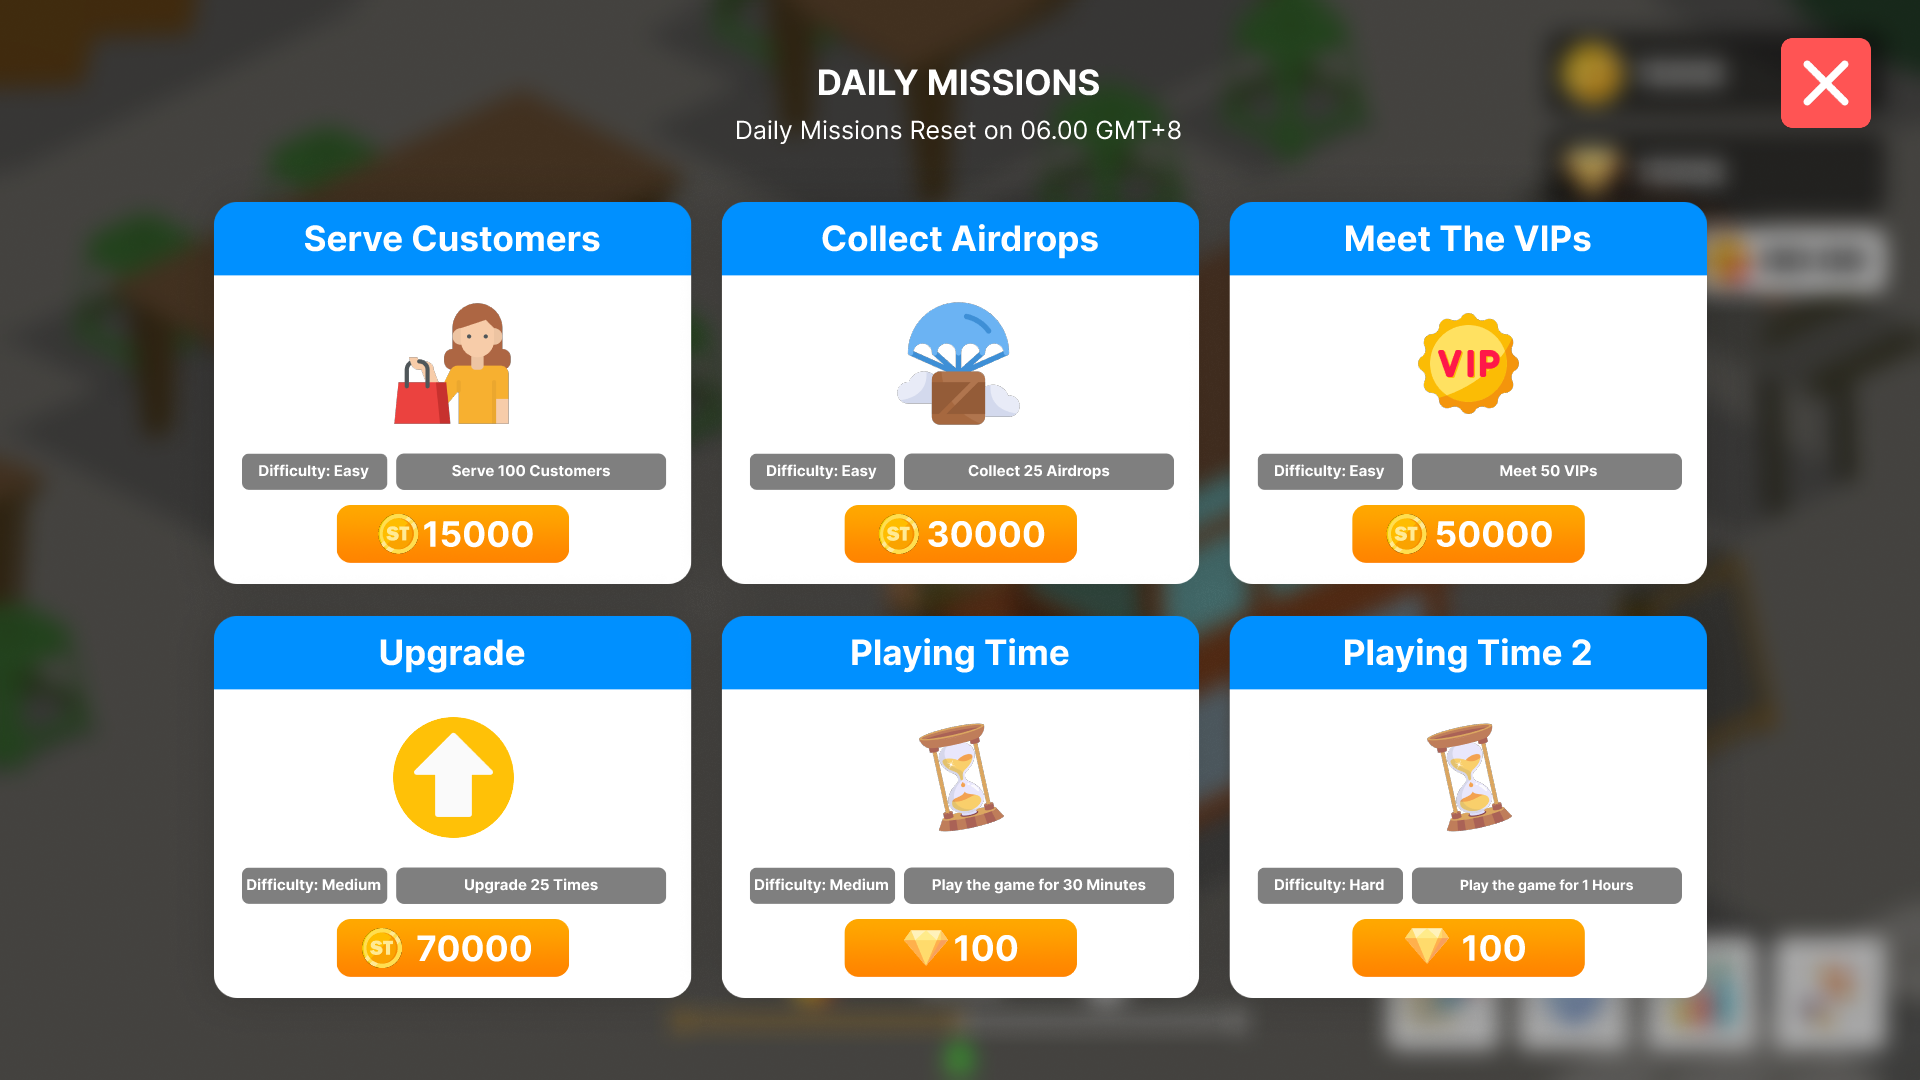 DAILY MISSIONS
Daily Missions Reset on 06.00 GMT+8
Serve Customers
Difficulty: Easy
Serve 100 Customers
ST 15000
Collect Airdrops
Difficulty: Easy
Collect 25 Airdrops
ST 30000
Meet The VIPs
VIP
Difficulty: Easy
Meet 50 VIPs
ST 50000
Upgrade
Difficulty: Medium
Upgrade 25 Times
ST 70000
Playing Time
Difficulty: Medium
Play the game for 30 Minutes
100
Playing Time 2
Difficulty: Hard
Play the game for 1 Hours
100